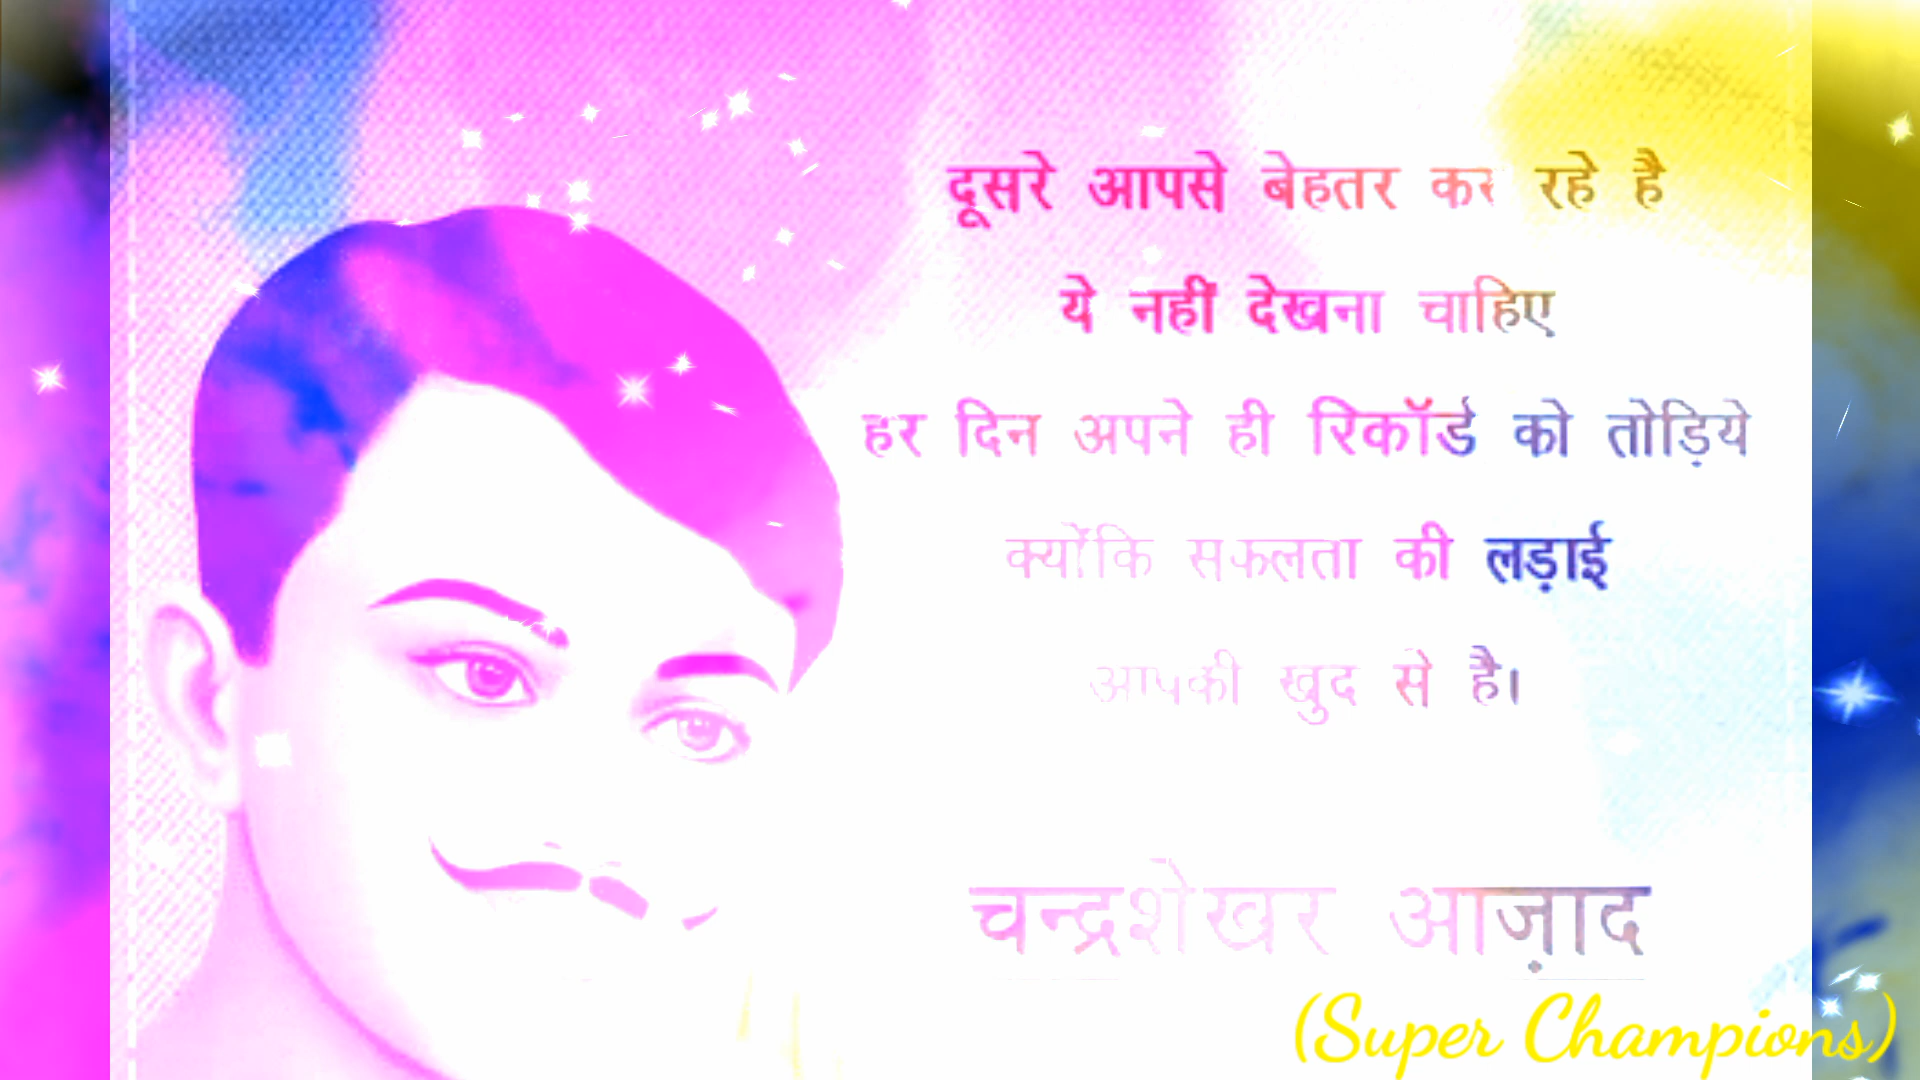 दूसरे आपसे बेहतर कर रहे है
ये नहीं देखना चाहिए
हर दिन अपने ही रिकॉर्ड को तोड़िये
क्योंकि सफलता की लड़ाई
आपकी खुद से है।
चन्द्रशेखर आज़ाद
(Super Champions)